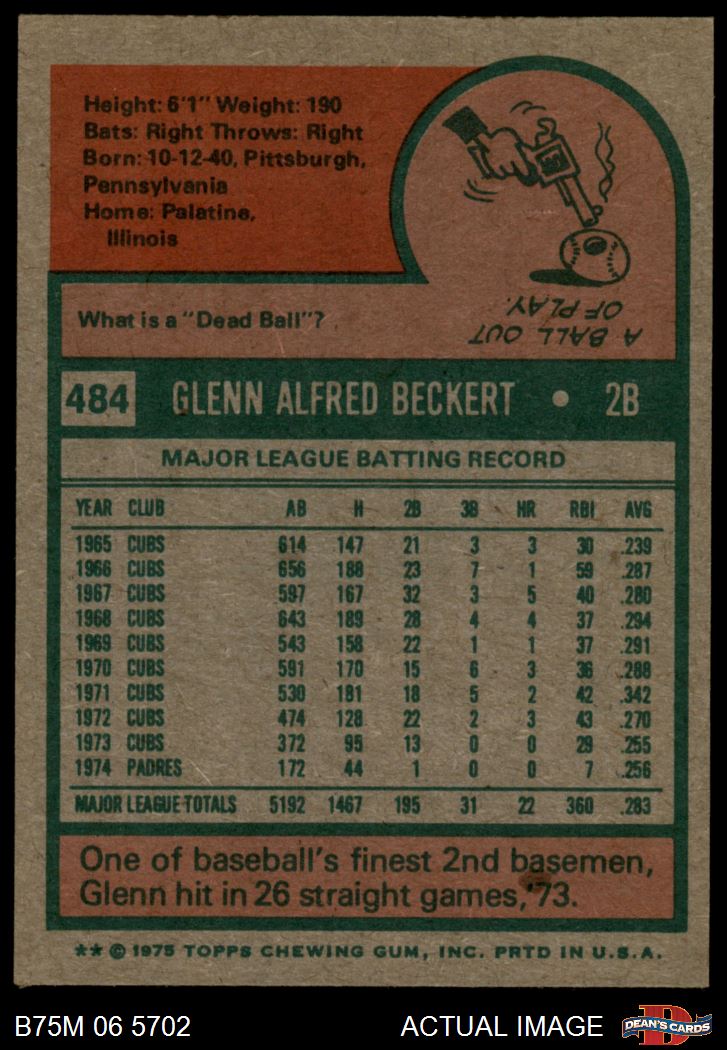 Height: 6'1" Weight: 190
Bats: Right Throws: Right
Born: 10-12-40, Pittsburgh,
Pennsylvania
Home: Palatine,
Illinois
What is a "Dead Ball"?
A BALL OUT
OF PLAY.
484 GLENN ALFRED BECKERT • 2B
MAJOR LEAGUE BATTING RECORD
YEAR CLUB AB H 2B 3B HR RBI AVG
1965 CUBS 614 147 21 3 3 30 .239
1966 CUBS 656 188 23 7 1 59 .287
1967 CUBS 597 167 32 3 5 40 .280
1968 CUBS 643 189 28 4 4 37 .294
1969 CUBS 543 158 22 1 1 37 .291
1970 CUBS 591 170 15 6 3 36 .288
1971 CUBS 530 181 18 5 2 42 .342
1972 CUBS 474 128 22 2 3 43 .270
1973 CUBS 372 95 13 0 0 29 .255
1974 PADRES 172 44 1 0 0 7 .256
MAJOR LEAGUE TOTALS 5192 1467 195 31 22 360 .283
One of baseball's finest 2nd basemen,
Glenn hit in 26 straight games, '73.
** © 1975 TOPPS CHEWING GUM, INC. PRTD IN U.S.A.
B75M 06 5702 ACTUAL IMAGE
DEAN'S CARDS